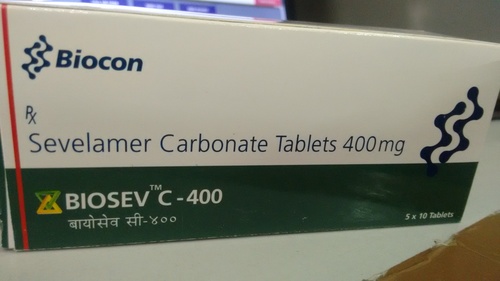 Biocon
Rx
Sevelamer Carbonate Tablets 400mg
BIOSEV™ C-400
बायोसेव सी-४००
5 x 10 Tablets